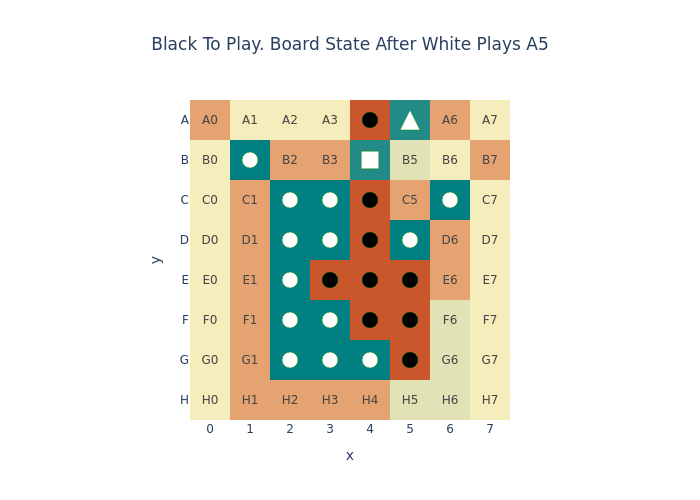 Black To Play. Board State After White Plays A5
A A0 A1 A2 A3 A6 A7
B B0 B2 B3 B5 B6 B7
C C0 C1 C5 C7
D D0 D1 D6 D7
y
E E0 E1 E6 E7
F F0 F1 F6 F7
G G0 G1 G6 G7
H H0 H1 H2 H3 H4 H5 H6 H7
0 1 2 3 4 5 6 7
x